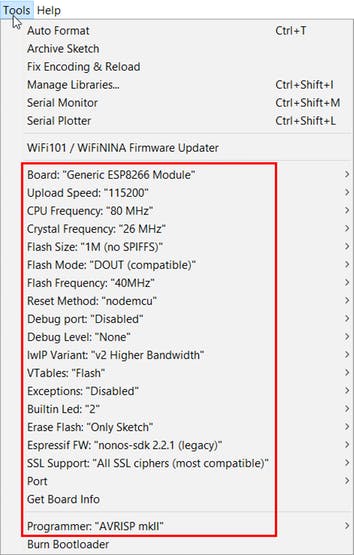 Tools Help
Auto Format Ctrl+T
Archive Sketch
Fix Encoding & Reload
Manage Libraries... Ctrl+Shift+I
Serial Monitor Ctrl+Shift+M
Serial Plotter Ctrl+Shift+L
WiFi101 / WiFiNINA Firmware Updater
Board: "Generic ESP8266 Module"
Upload Speed: "115200"
CPU Frequency: "80 MHz"
Crystal Frequency: "26 MHz"
Flash Size: "1M (no SPIFFS)"
Flash Mode: "DOUT (compatible)"
Flash Frequency: "40MHz"
Reset Method: "nodemcu"
Debug port: "Disabled"
Debug Level: "None"
lwIP Variant: "v2 Higher Bandwidth"
VTables: "Flash"
Exceptions: "Disabled"
Builtin Led: "2"
Erase Flash: "Only Sketch"
Espressif FW: "nonos-sdk 2.2.1 (legacy)"
SSL Support: "All SSL ciphers (most compatible)"
Port
Get Board Info
Programmer: "AVRISP mkII"
Burn Bootloader